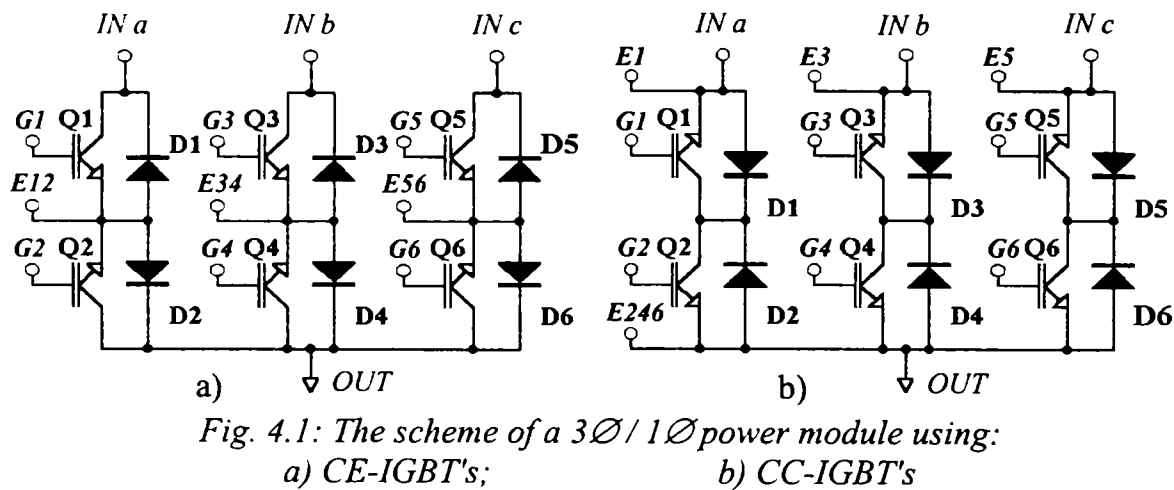 IN a IN b IN c IN a IN b IN c
E1 E3 E5
G1 Q1 G3 Q3 G5 Q5 G1 Q1 G3 Q3 G5 Q5
D1 D3 D5
E12 E34 E56
D1 D3 D5
G2 Q2 G4 Q4 G6 Q6 G2 Q2 G4 Q4 G6 Q6
E246
D2 D4 D6 D2 D4 D6
a) OUT b) OUT
Fig. 4.1: The scheme of a 3Ø / 1Ø power module using:
a) CE-IGBT's; b) CC-IGBT's